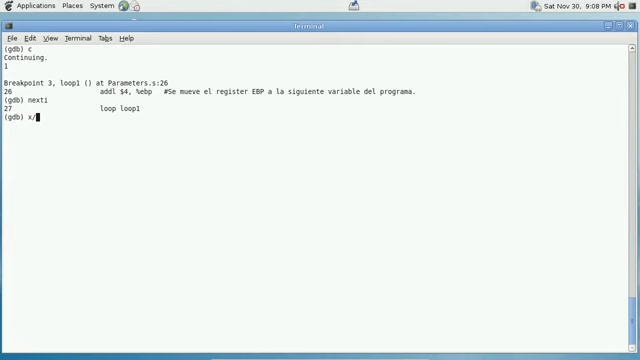 Applications Places System Sat Nov 30, 9:08 PM
Terminal
File Edit View Terminal Tabs Help
(gdb) c
Continuing.
1
Breakpoint 3, loop1 () at Parameters.s:26
26 addl $4, %ebp #Se mueve el register EBP a la siguiente variable del programa.
(gdb) nexti
27 loop loop1
(gdb) x/